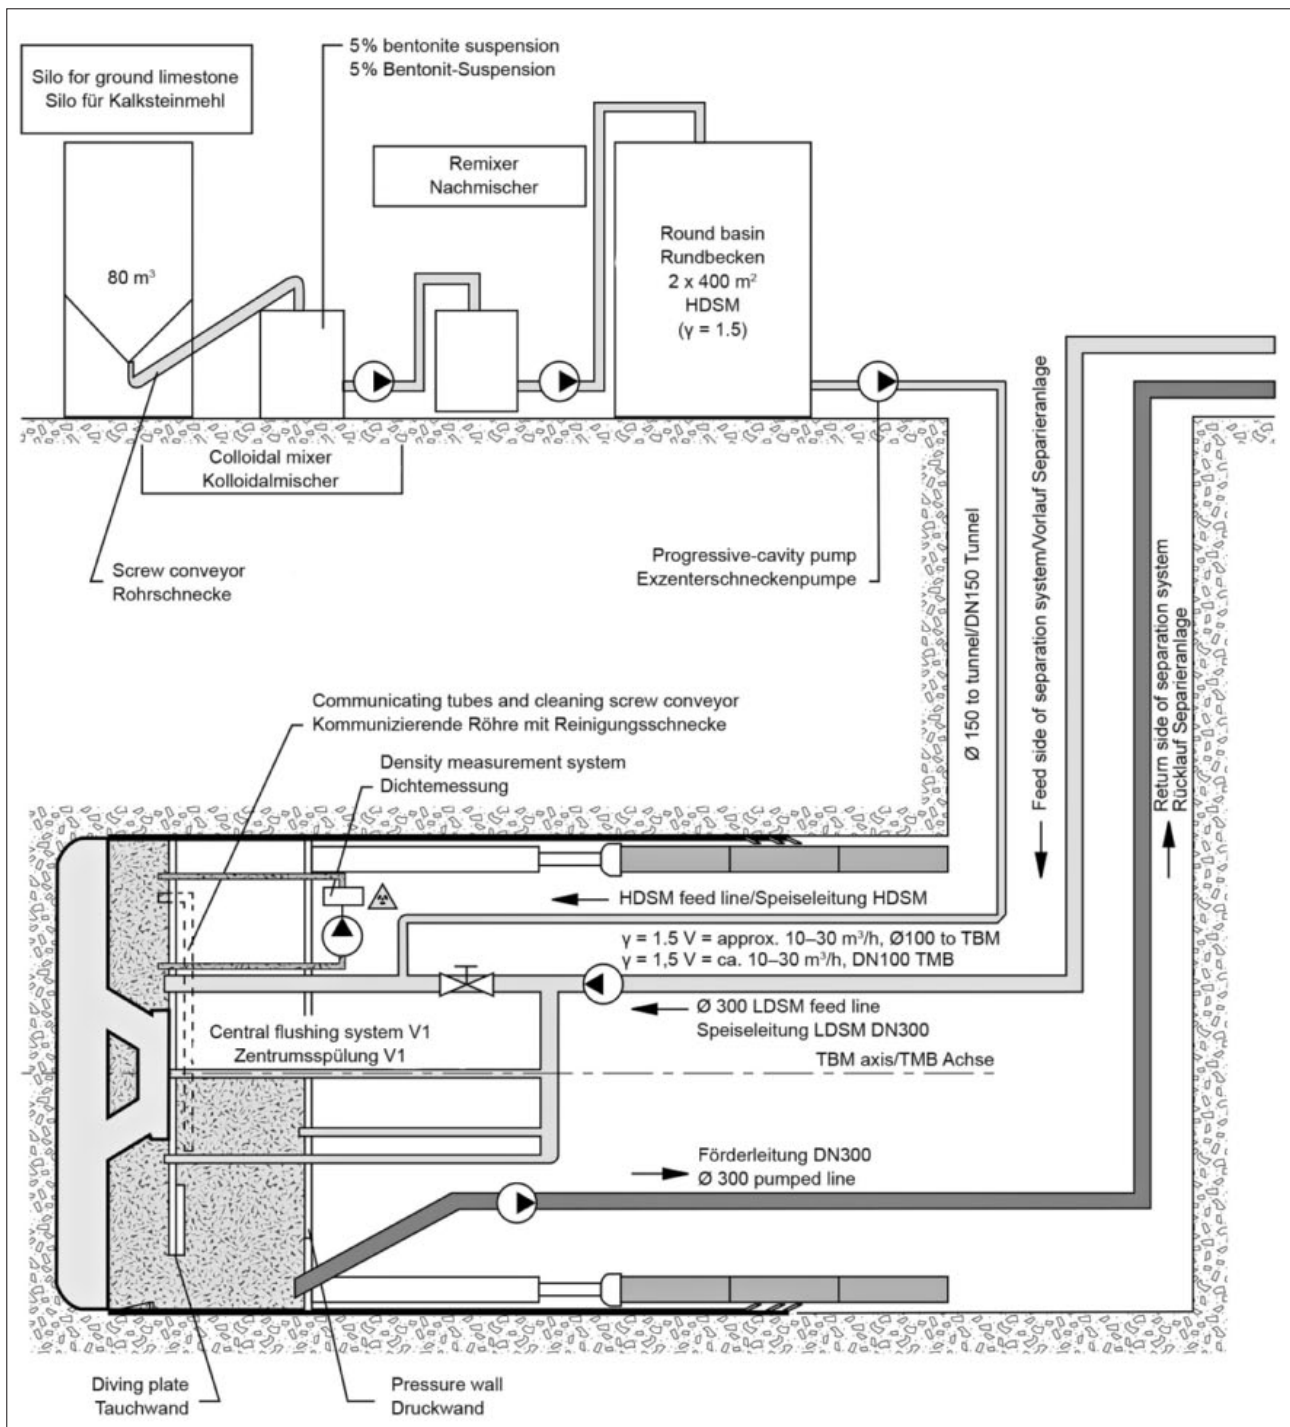 5% bentonite suspension
5% Bentonit-Suspension
Silo for ground limestone
Silo für Kalksteinmehl
Remixer
Nachmischer
80 m³
Round basin
Rundbecken
2 x 400 m²
HDSM
(γ = 1.5)
Colloidal mixer
Kolloidalmischer
Screw conveyor
Rohrschnecke
Progressive-cavity pump
Exzenterschneckenpumpe
Ø 150 to tunnel/DN150 Tunnel
Feed side of separation system/Vorlauf Separieranlage
Return side of separation system
Rücklauf Separieranlage
Communicating tubes and cleaning screw conveyor
Kommunizierende Röhre mit Reinigungsschnecke
Density measurement system
Dichtemessung
HDSM feed line/Speiseleitung HDSM
γ = 1.5 V = approx. 10–30 m³/h, Ø100 to TBM
γ = 1,5 V = ca. 10–30 m³/h, DN100 TMB
Ø 300 LDSM feed line
Speiseleitung LDSM DN300
Central flushing system V1
Zentrumsspülung V1
TBM axis/TMB Achse
Förderleitung DN300
Ø 300 pumped line
Diving plate
Tauchwand
Pressure wall
Druckwand